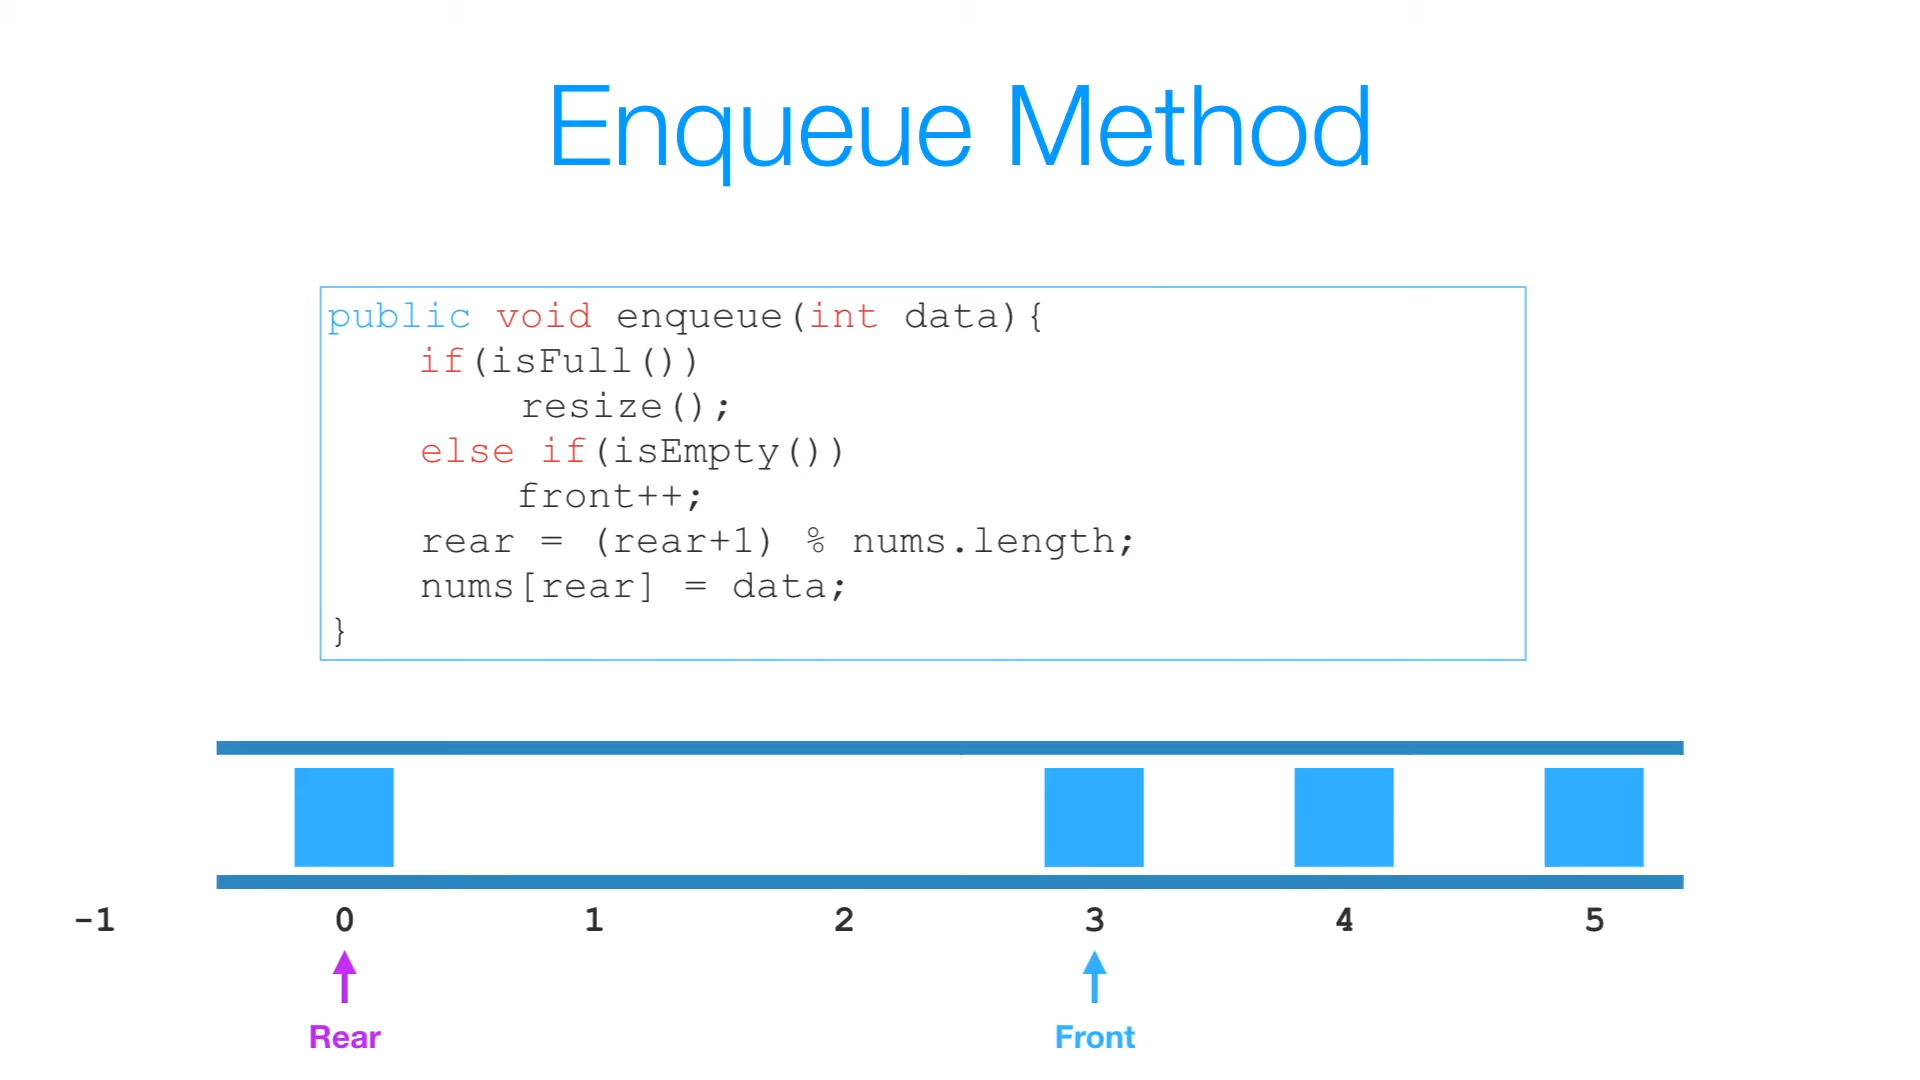 Enqueue Method
public void enqueue(int data){
if(isFull())
resize();
else if(isEmpty())
front++;
rear = (rear+1) % nums.length;
nums[rear] = data;
}
-1 0 1 2 3 4 5
Rear Front